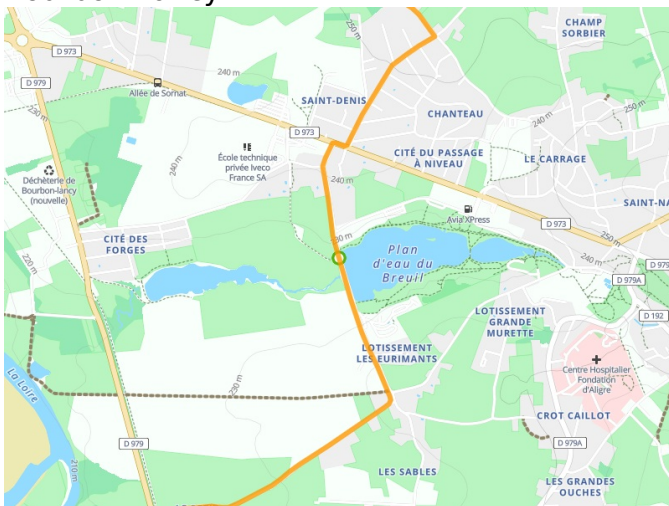 250 m
CHAMP
SORBIER
D 973
D 979
240 m
Allée de Sornat
SAINT-DENIS
CHANTEAU
250 m
230 m
D 973
240 m
École technique
privée Iveco
France SA
CITÉ DU PASSAGE
À NIVEAU
LE CARRAGE
240 m
240 m
Déchèterie de
Bourbon-lancy
(nouvelle)
SAINT-NA
Avia XPress
D 973
250 m
CITÉ DES
FORGES
30 m
Plan
d'eau du
Breuil
240 m
D 979
D 979A
230 m
LOTISSEMENT
GRANDE
MURETTE
D 192
LOTISSEMENT
LES EURIMANTS
Centre Hospitalier
Fondation
d'Aligre
230 m
La Loire
CROT CAILLOT
D 979
D 979A
210 m
LES SABLES
LES GRANDES
OUCHES